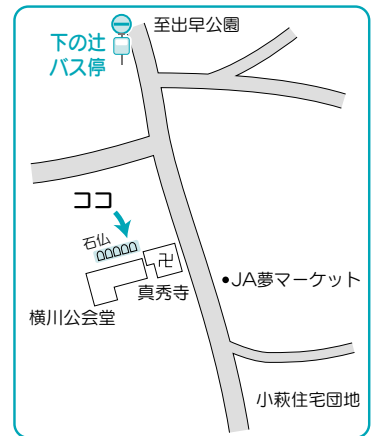 至出早公園
下の辻
バス停
ココ
石仏
卍
真秀寺
横川公会堂
•JA夢マーケット
小萩住宅団地